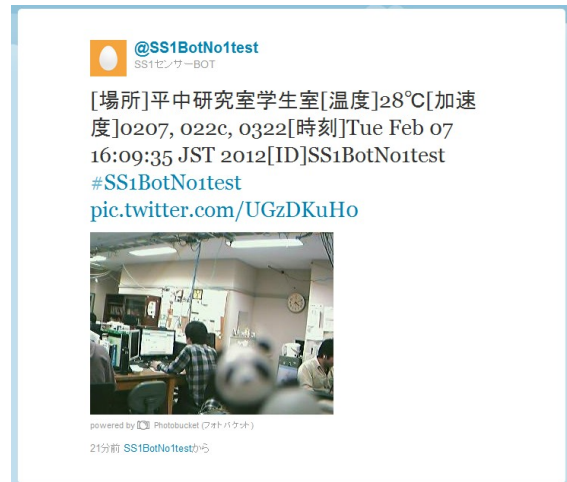 @SS1BotNo1test
SS1センサーBOT
[場所]平中研究室学生室[温度]28℃[加速
度]0207, 022c, 0322[時刻]Tue Feb 07
16:09:35 JST 2012[ID]SS1BotNo1test
#SS1BotNo1test
pic.twitter.com/UGzDKuH0
powered by Photobucket (フォトバケット)
21分前 SS1BotNo1testから